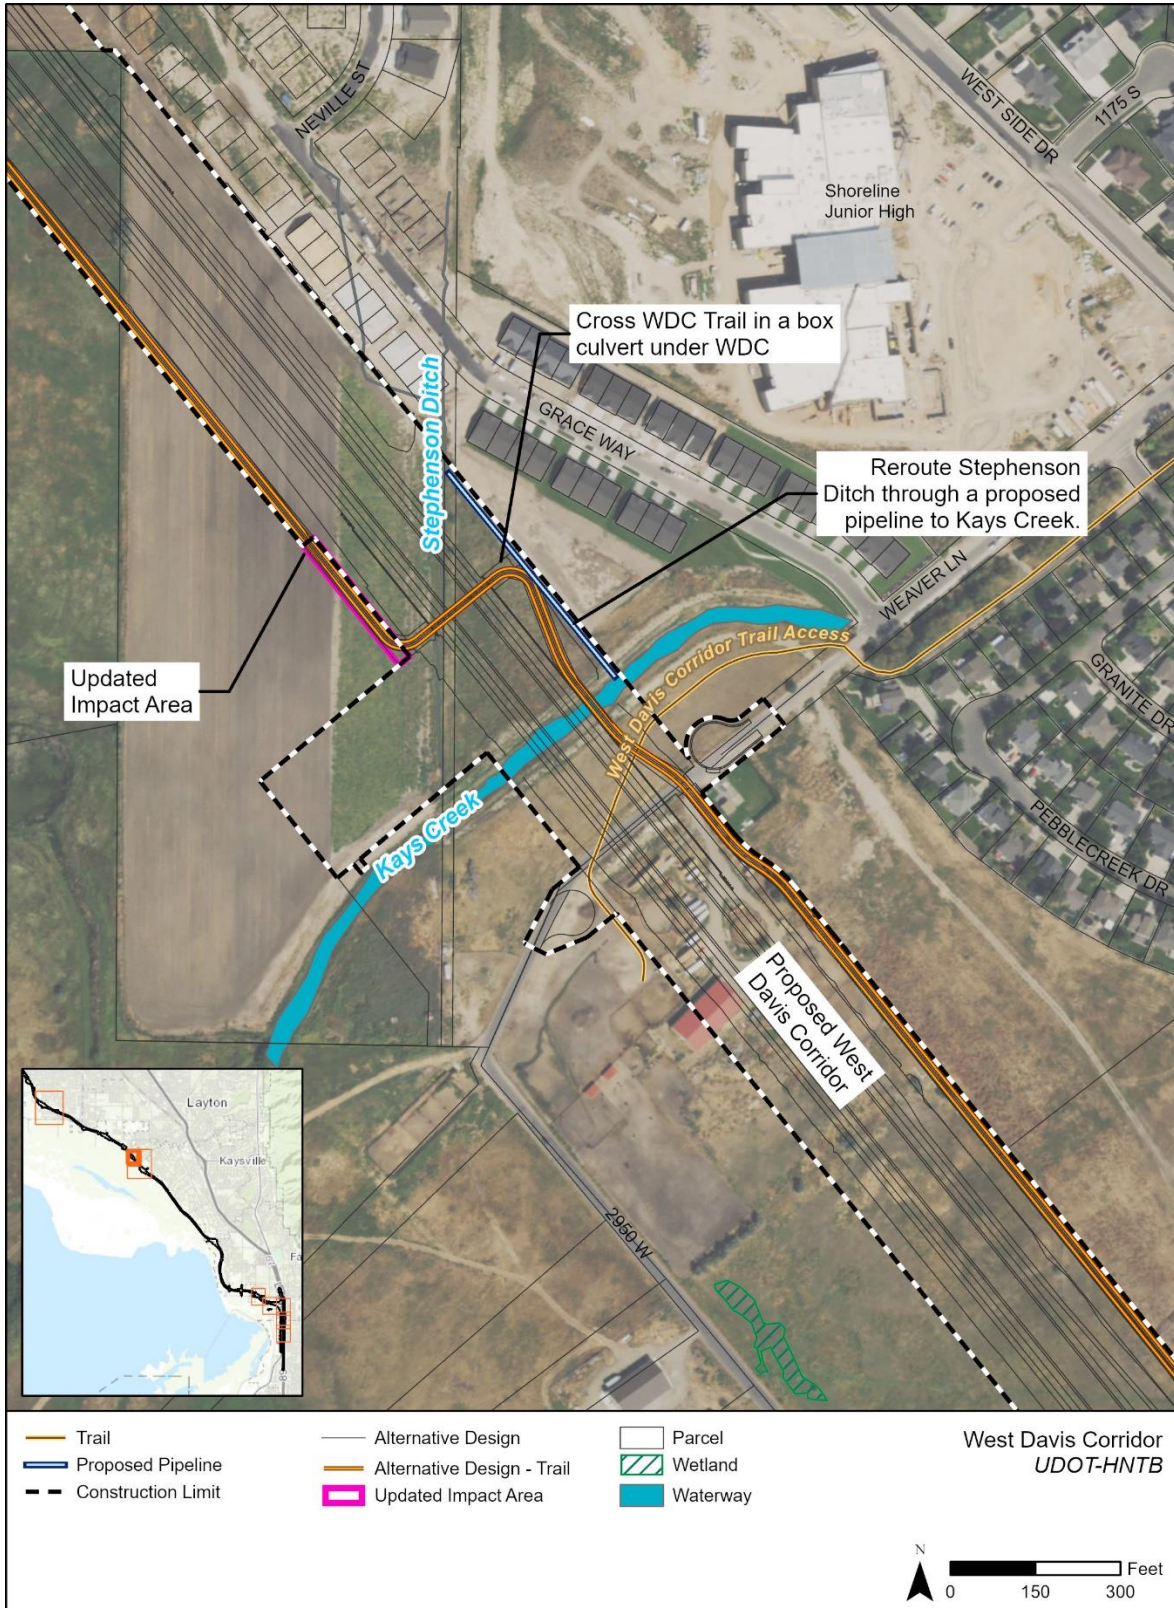 NEVILLE ST
WEST SIDE DR
1175 S
Shoreline
Junior High
Cross WDC Trail in a box
culvert under WDC
Stephenson Ditch
GRACE WAY
Reroute Stephenson
Ditch through a proposed
pipeline to Kays Creek.
WEAVER LN
West Davis Corridor Trail Access
Updated
Impact Area
GRANITE DR
PEBBLECREEK DR
Kays Creek
Proposed West
Davis Corridor
2950 W
Layton
Kaysville
Fa
89
89
Trail
Proposed Pipeline
Construction Limit
Alternative Design
Alternative Design - Trail
Updated Impact Area
Parcel
Wetland
Waterway
West Davis Corridor
UDOT-HNTB
N
Feet
0 150 300